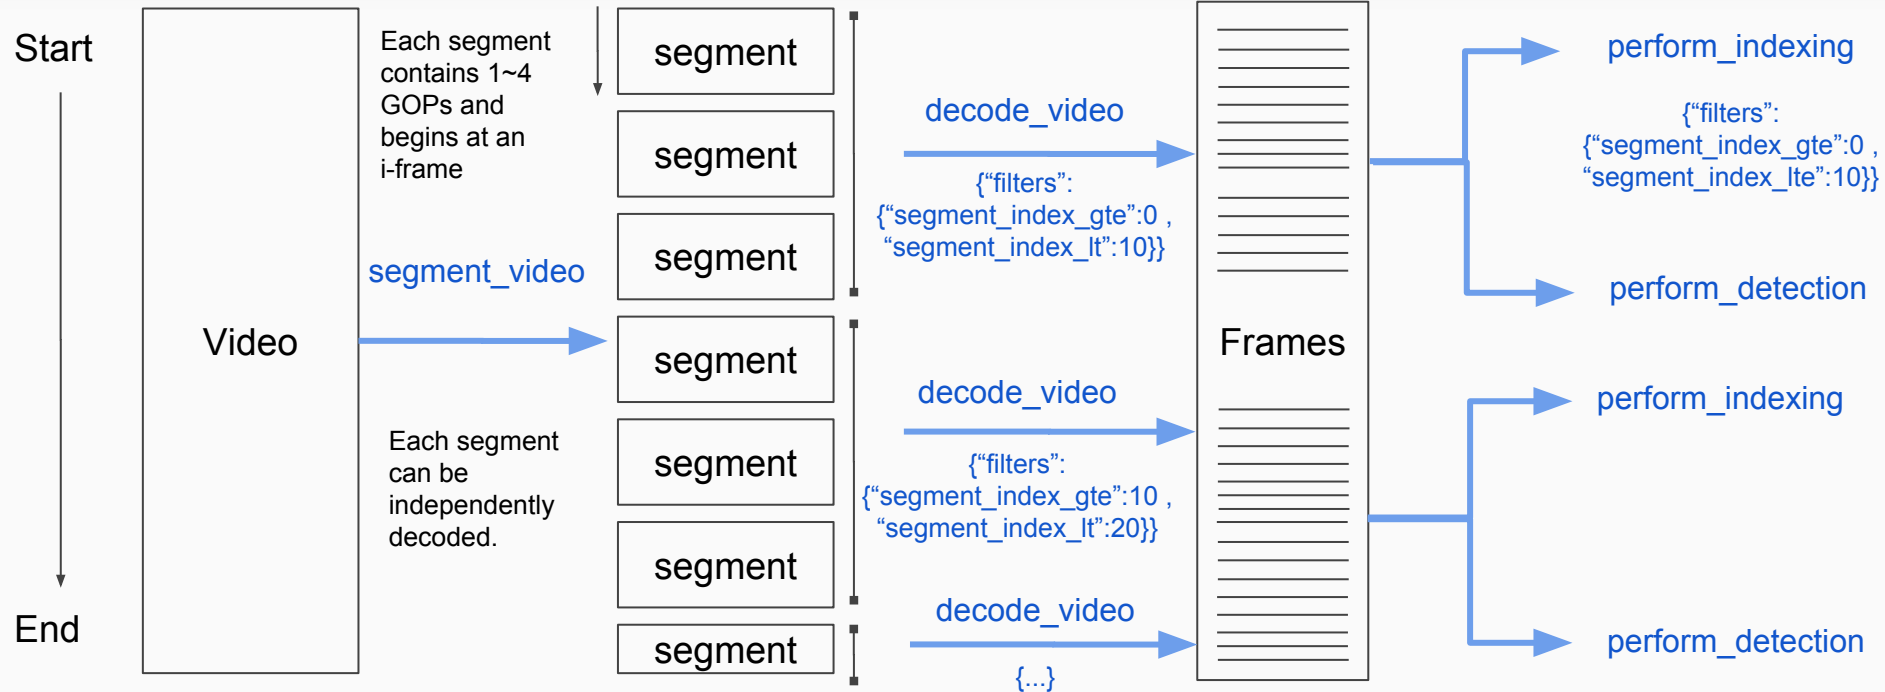 Start
End
Video
Each segment
contains 1~4
GOPs and
begins at an
i-frame
segment_video
Each segment
can be
independently
decoded.
segment
segment
segment
segment
segment
segment
segment
decode_video
{“filters”:
{“segment_index_gte”:0 ,
“segment_index_lt”:10}}
decode_video
{“filters”:
{“segment_index_gte”:10 ,
“segment_index_lt”:20}}
decode_video
{...}
Frames
perform_indexing
{“filters”:
{“segment_index_gte”:0 ,
“segment_index_lte”:10}}
perform_detection
perform_indexing
perform_detection